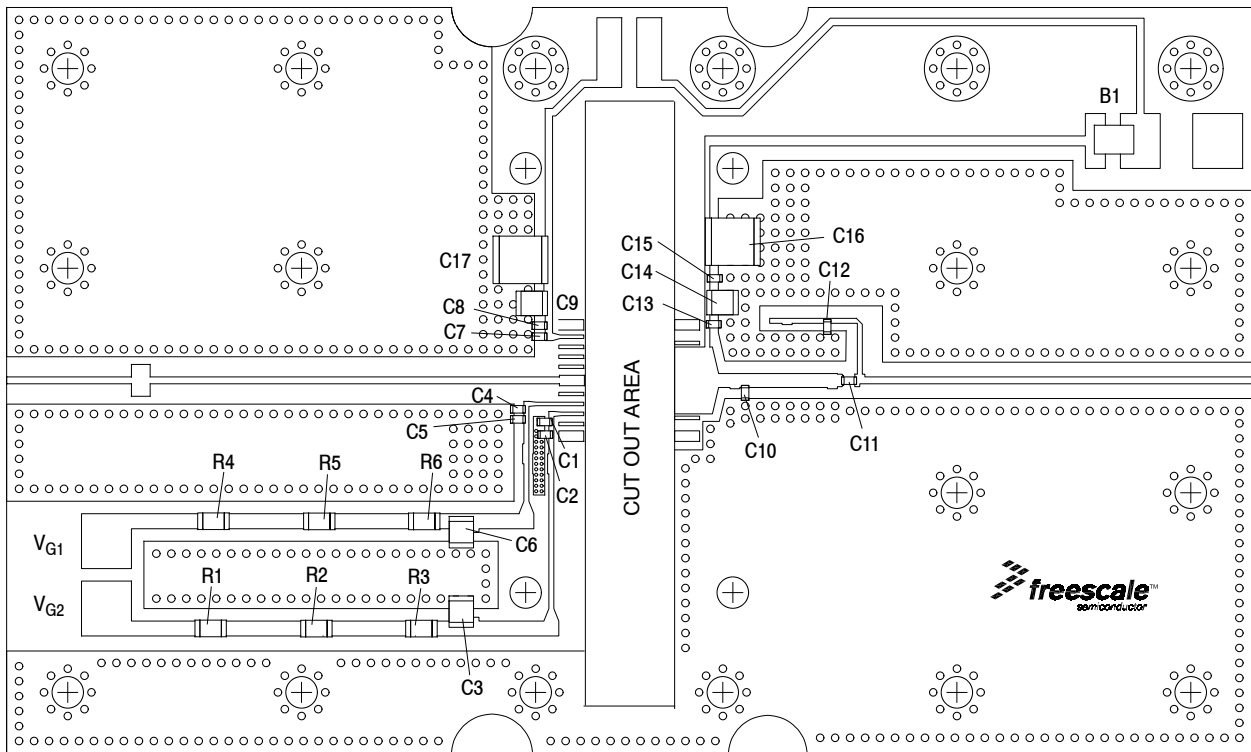 B1
C15
C16
C17
C14
C12
C9
C8
C13
C7
C4
C5
C10
C11
C1
C2
R4
R5
R6
VG1
C6
R1
R2
R3
VG2
C3
CUT OUT AREA
freescale™
semiconductor